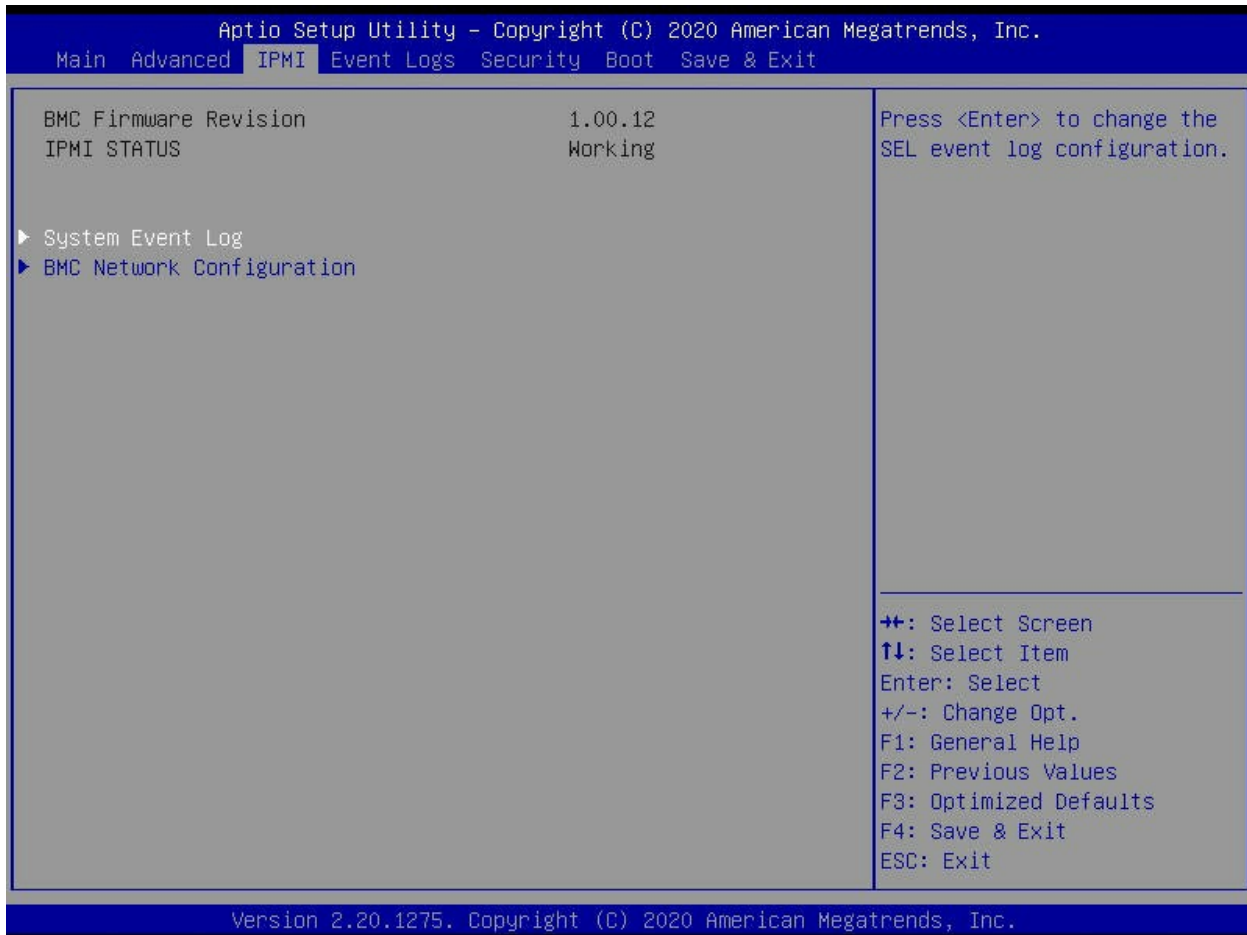 Aptio Setup Utility – Copyright (C) 2020 American Megatrends, Inc.
Main Advanced IPMI Event Logs Security Boot Save & Exit
BMC Firmware Revision 1.00.12
IPMI STATUS Working
System Event Log
BMC Network Configuration
Press <Enter> to change the
SEL event log configuration.
→←: Select Screen
↑↓: Select Item
Enter: Select
+/-: Change Opt.
F1: General Help
F2: Previous Values
F3: Optimized Defaults
F4: Save & Exit
ESC: Exit
Version 2.20.1275. Copyright (C) 2020 American Megatrends, Inc.